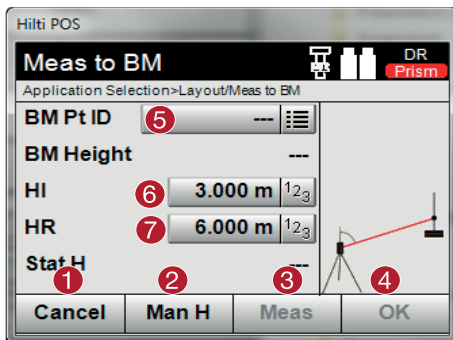 Hilti POS
Meas to BM
DR
Prism
Application Selection>Layout/Meas to BM
BM Pt ID 5 ---
BM Height ---
HI 6 3.000 m 123
HR 7 6.000 m 123
Stat H ---
1 2 3 4
Cancel Man H Meas OK